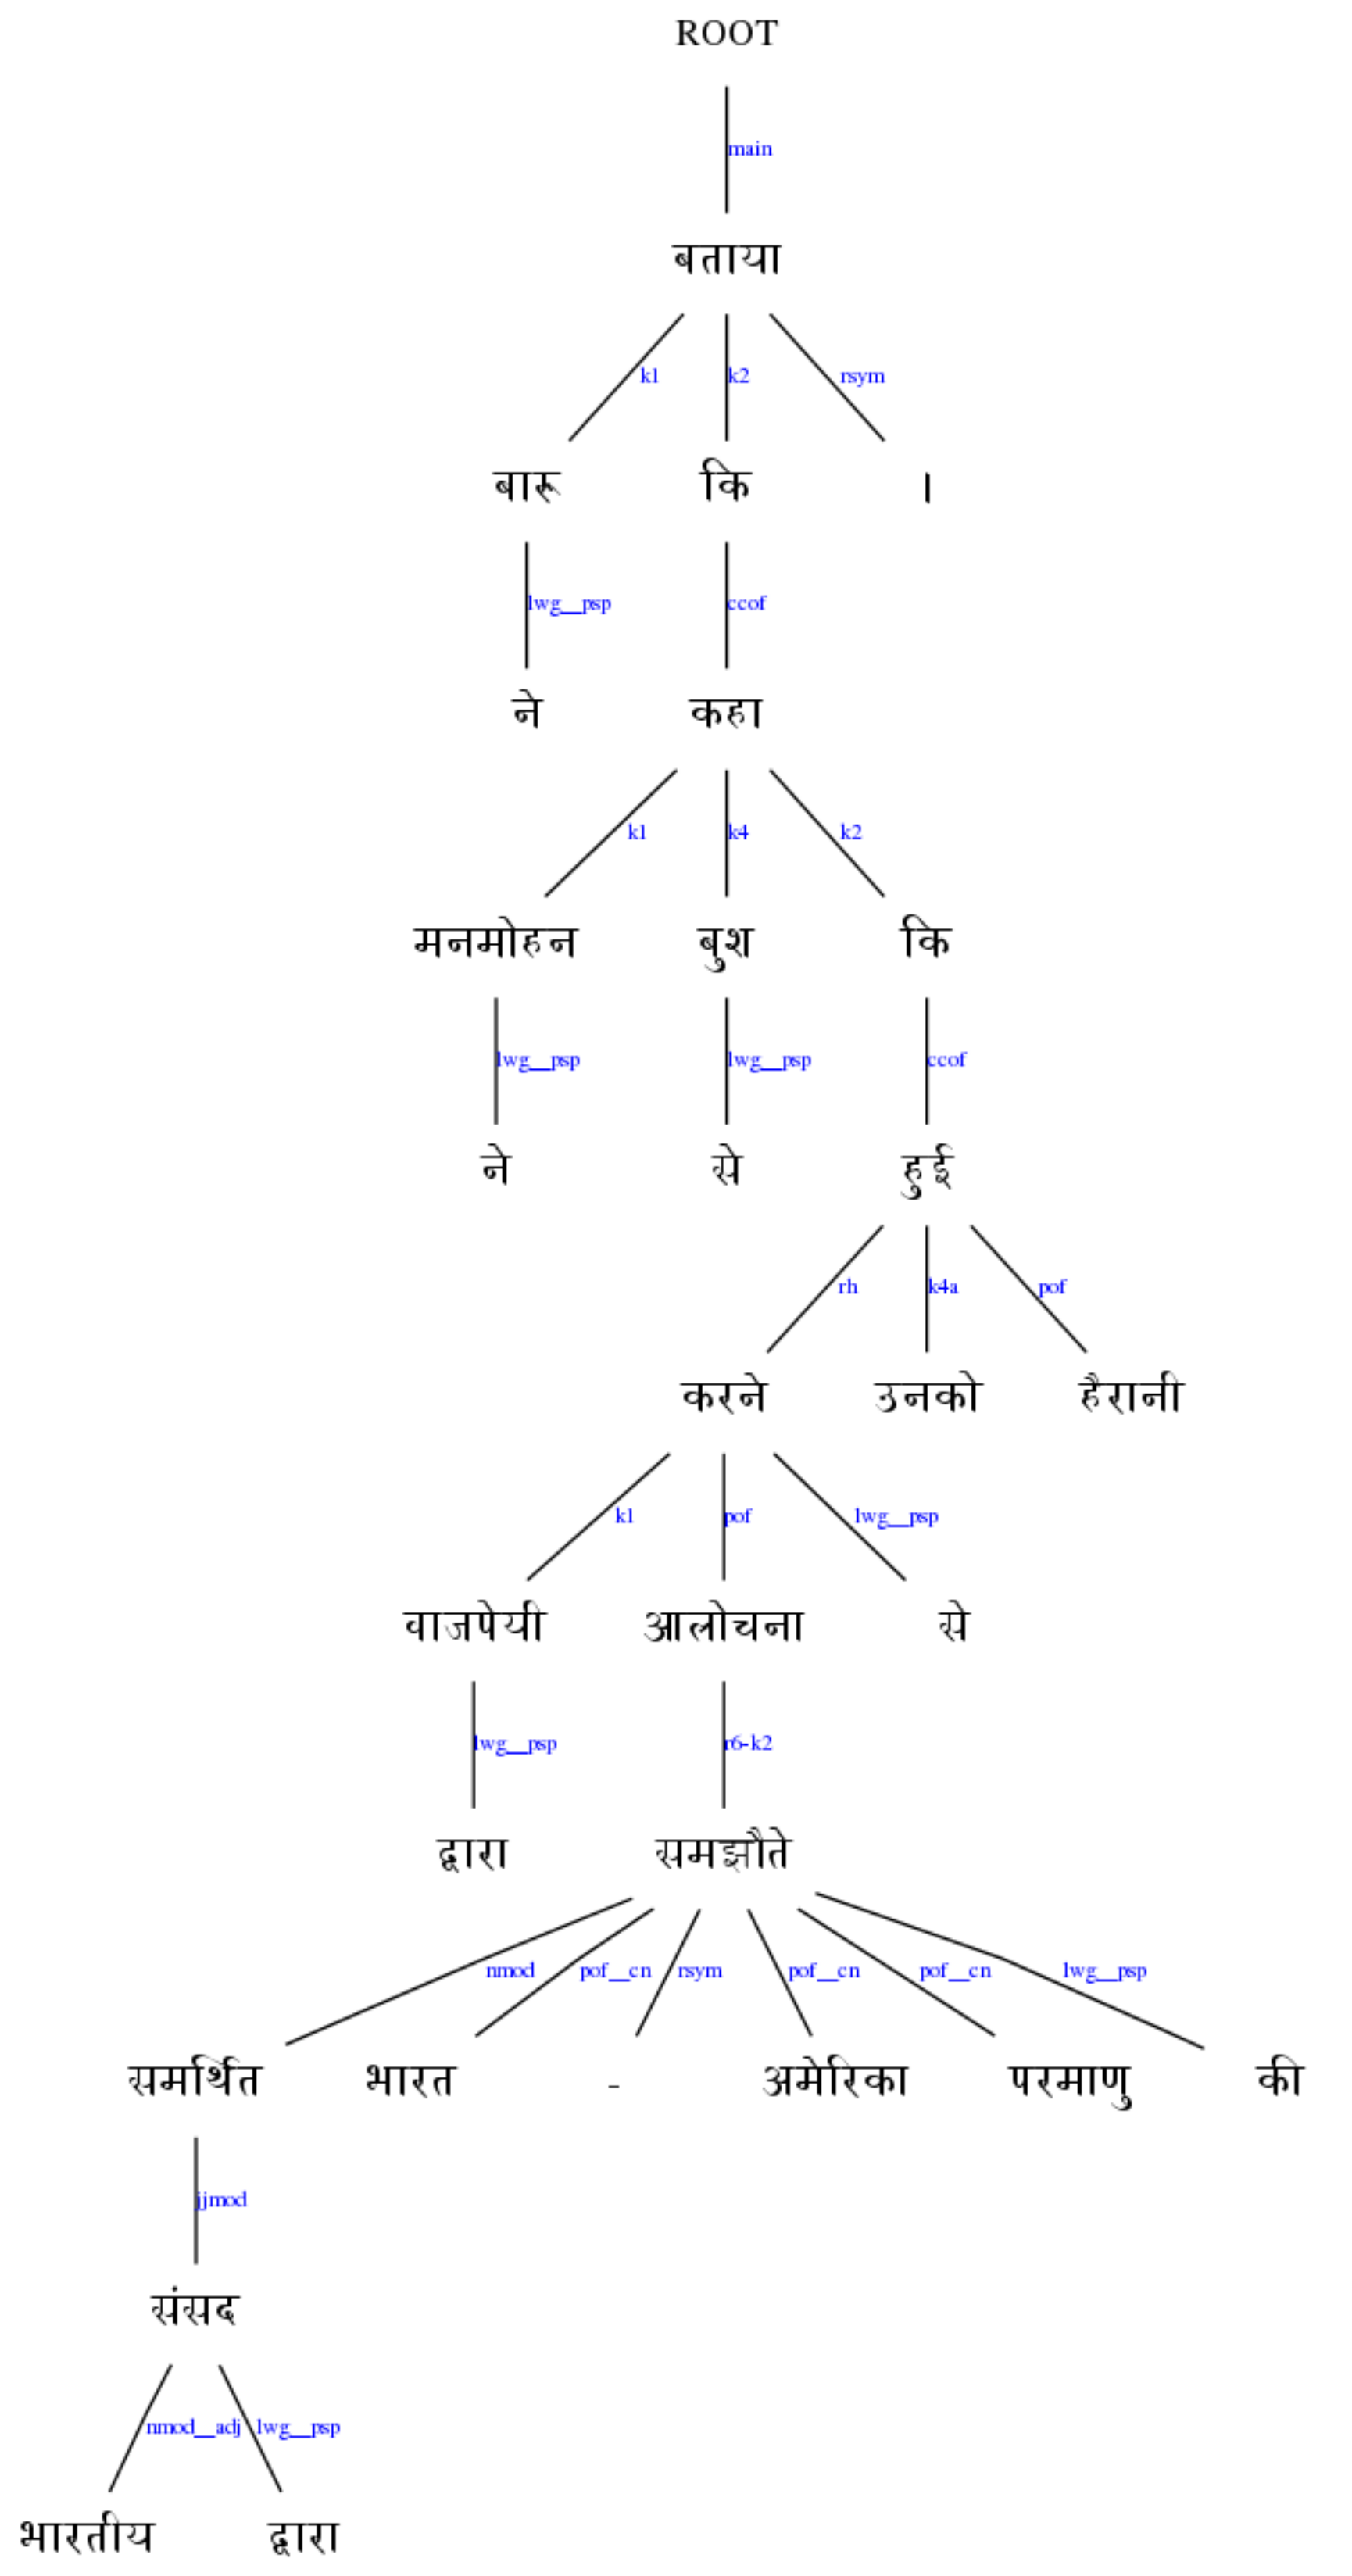 ROOT
main
बताया
k1 k2 rsym
बारू कि ।
lwg__psp ccof
ने कहा
k1 k4 k2
मनमोहन बुश कि
lwg__psp lwg__psp ccof
ने से हुई
rh k4a pof
करने उनको हैरानी
k1 pof lwg__psp
वाजपेयी आलोचना से
lwg__psp r6-k2
द्वारा समझौते
nmod pof__cn rsym pof__cn pof__cn lwg__psp
समर्थित भारत - अमेरिका परमाणु की
jjmod
संसद
nmod__adj lwg__psp
भारतीय द्वारा